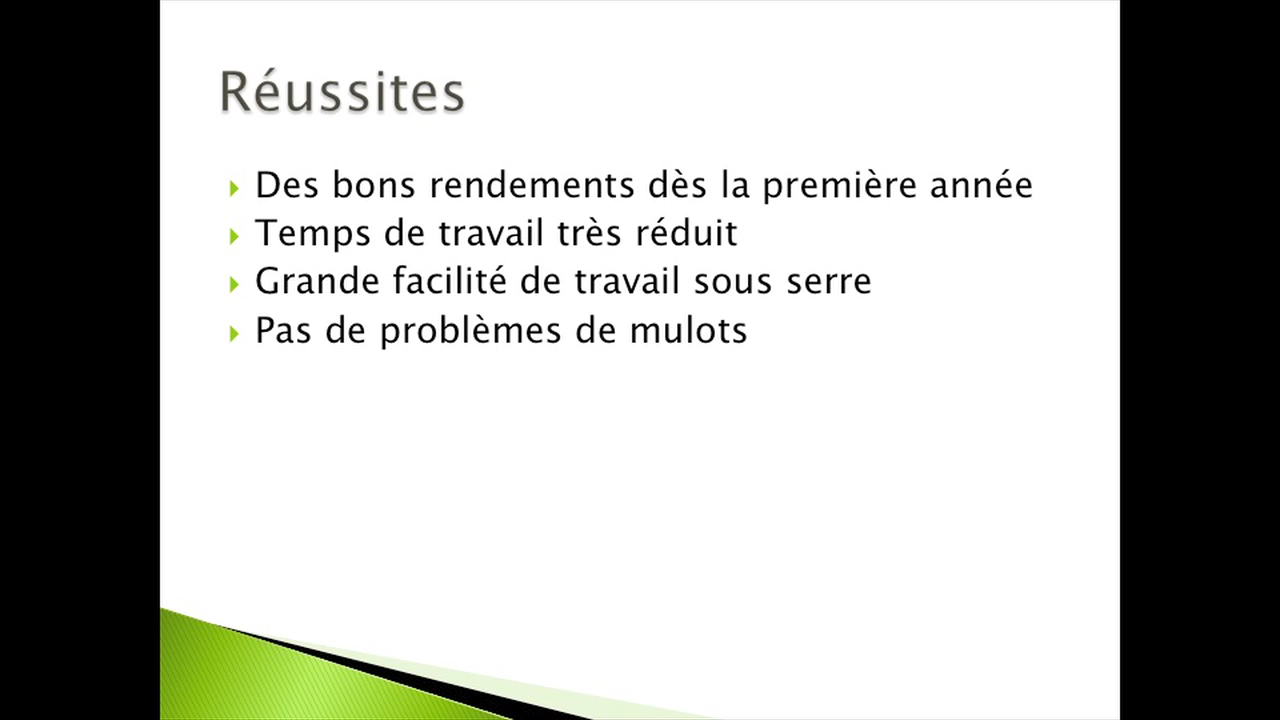 Réussites
Des bons rendements dès la première année
Temps de travail très réduit
Grande facilité de travail sous serre
Pas de problèmes de mulots